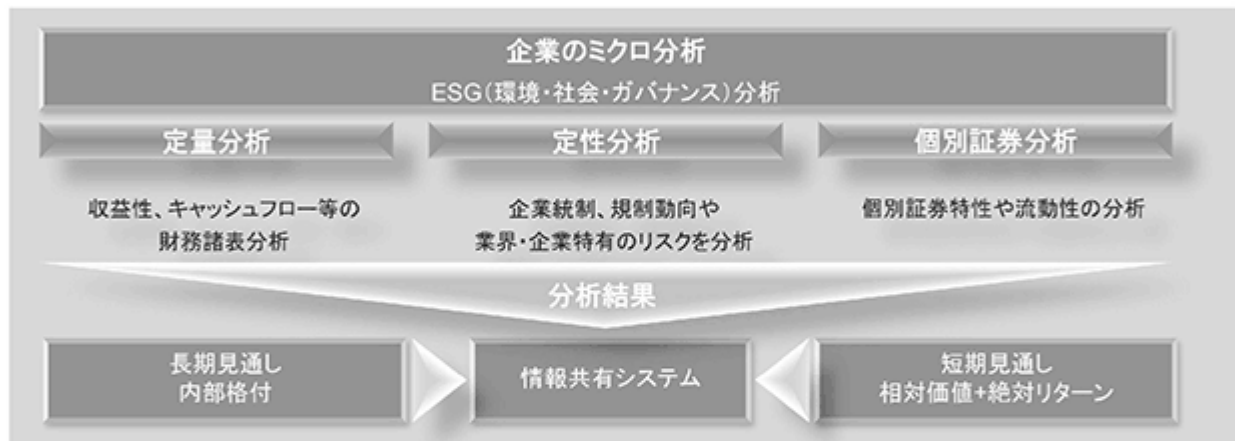 企業のミクロ分析
ESG(環境・社会・ガバナンス)分析
定量分析
収益性、キャッシュフロー等の
財務諸表分析
定性分析
企業統制、規制動向や
業界・企業特有のリスクを分析
個別証券分析
個別証券特性や流動性の分析
分析結果
長期見通し
内部格付
情報共有システム
短期見通し
相対価値+絶対リターン